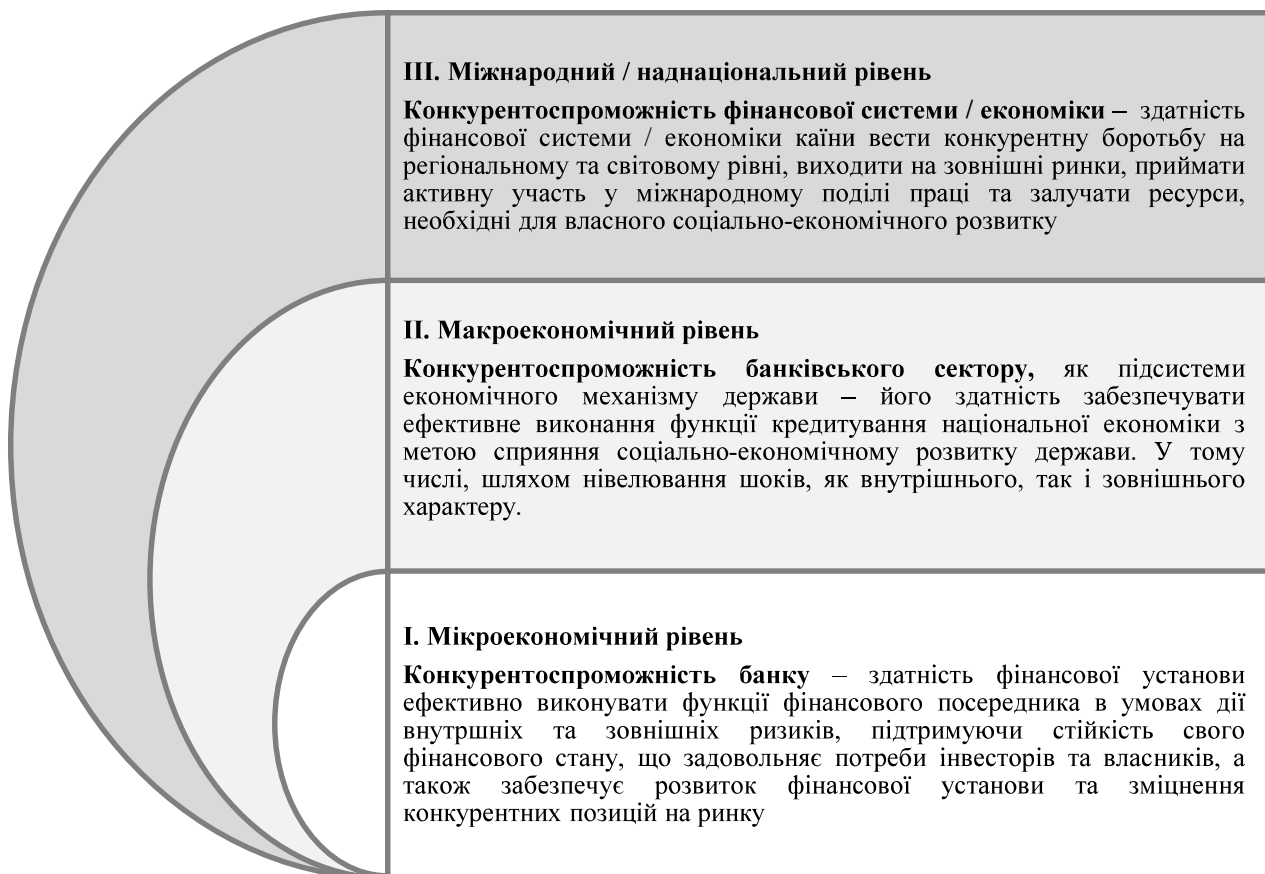 III. Міжнародний / наднаціональний рівень
Конкурентоспроможність фінансової системи / економіки – здатність
фінансової системи / економіки каїни вести конкурентну боротьбу на
регіональному та світовому рівні, виходити на зовнішні ринки, приймати
активну участь у міжнародному поділі праці та залучати ресурси,
необхідні для власного соціально-економічного розвитку
II. Макроекономічний рівень
Конкурентоспроможність банківського сектору, як підсистеми
економічного механізму держави – його здатність забезпечувати
ефективне виконання функції кредитування національної економіки з
метою сприяння соціально-економічному розвитку держави. У тому
числі, шляхом нівелювання шоків, як внутрішнього, так і зовнішнього
характеру.
I. Мікроекономічний рівень
Конкурентоспроможність банку – здатність фінансової установи
ефективно виконувати функції фінансового посередника в умовах дії
внутршніх та зовнішніх ризиків, підтримуючи стійкість свого
фінансового стану, що задовольняє потреби інвесторів та власників, а
також забезпечує розвиток фінансової установи та зміцнення
конкурентних позицій на ринку